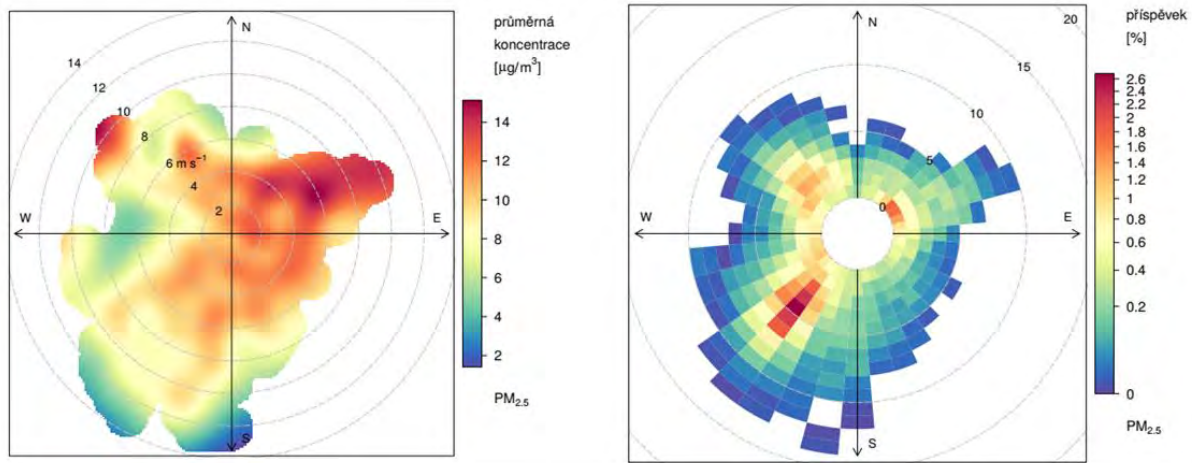 N
průměrná
koncentrace
[µg/m³]
14
12
10
8
6 m s⁻¹
4
2
W
E
S
14
12
10
8
6
4
2
PM₂.₅
N
20
15
10
5
0
W
E
S
příspěvek
[%]
2.6
2.4
2.2
2
1.8
1.6
1.4
1.2
1
0.8
0.6
0.4
0.2
0
PM₂.₅